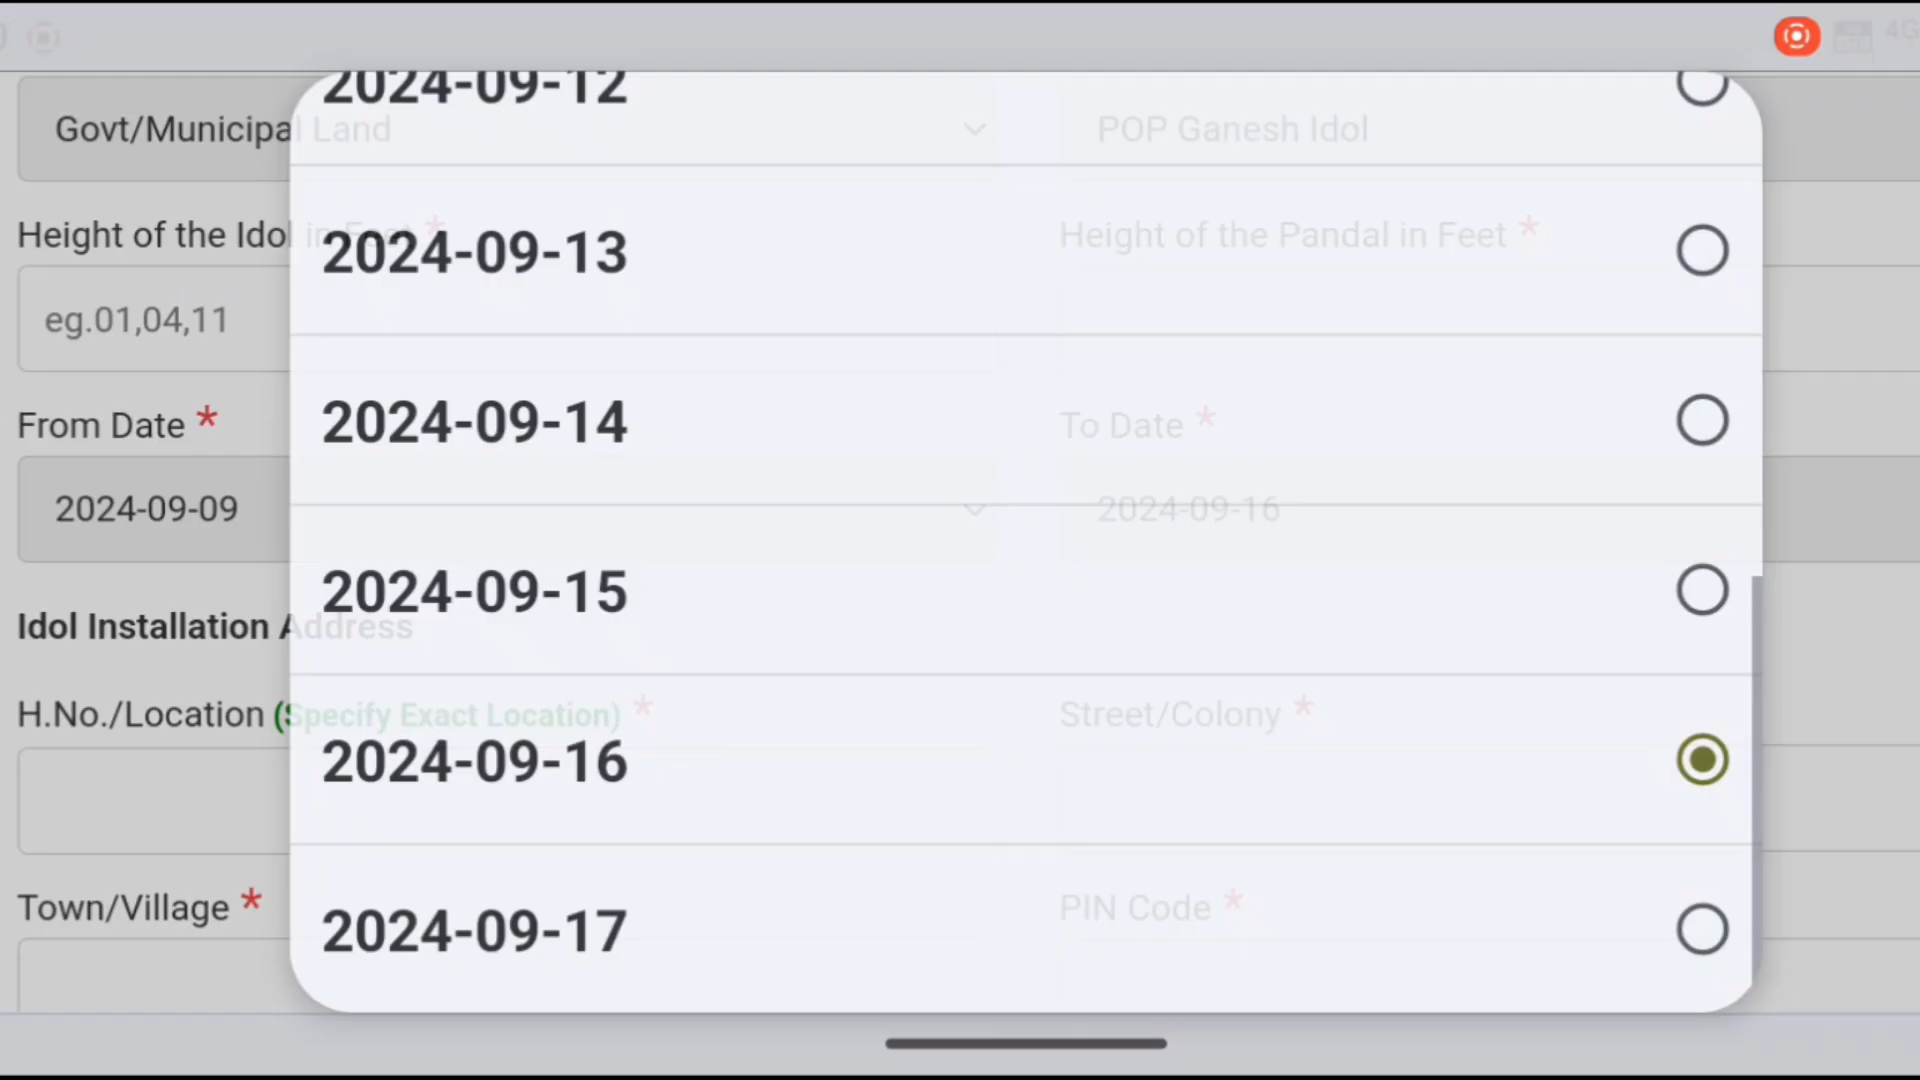 4G
2024-09-12
Govt/Municipal Land
POP Ganesh Idol
Height of the Idol in Feet *
Height of the Pandal in Feet *
2024-09-13
eg.01,04,11
2024-09-14
From Date *
To Date *
2024-09-09
2024-09-16
2024-09-15
Idol Installation Address
H.No./Location (Specify Exact Location) *
Street/Colony *
2024-09-16
Town/Village *
PIN Code *
2024-09-17